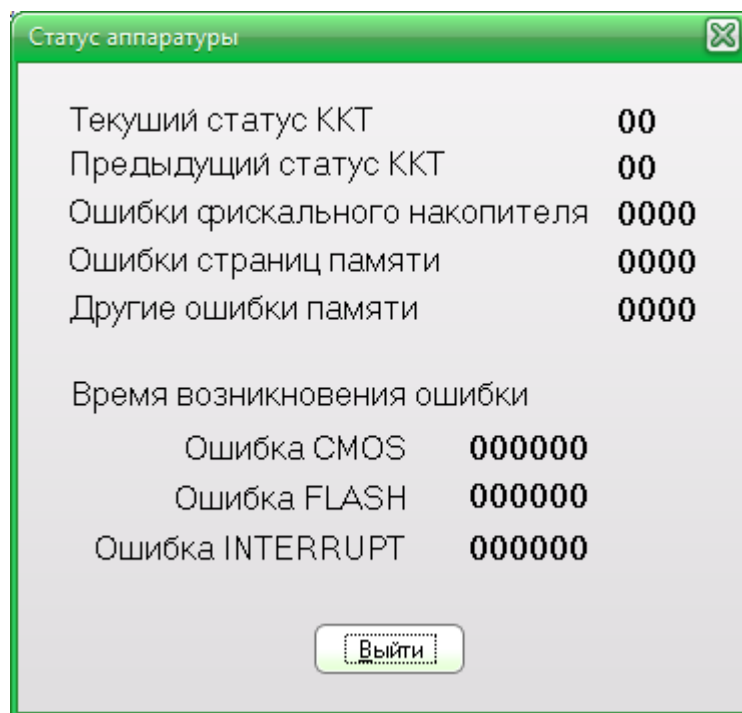 Статус аппаратуры
Текуший статус ККТ 00
Предыдущий статус ККТ 00
Ошибки фискального накопителя 0000
Ошибки страниц памяти 0000
Другие ошибки памяти 0000
Время возникновения ошибки
Ошибка CMOS 000000
Ошибка FLASH 000000
Ошибка INTERRUPT 000000
Выйти